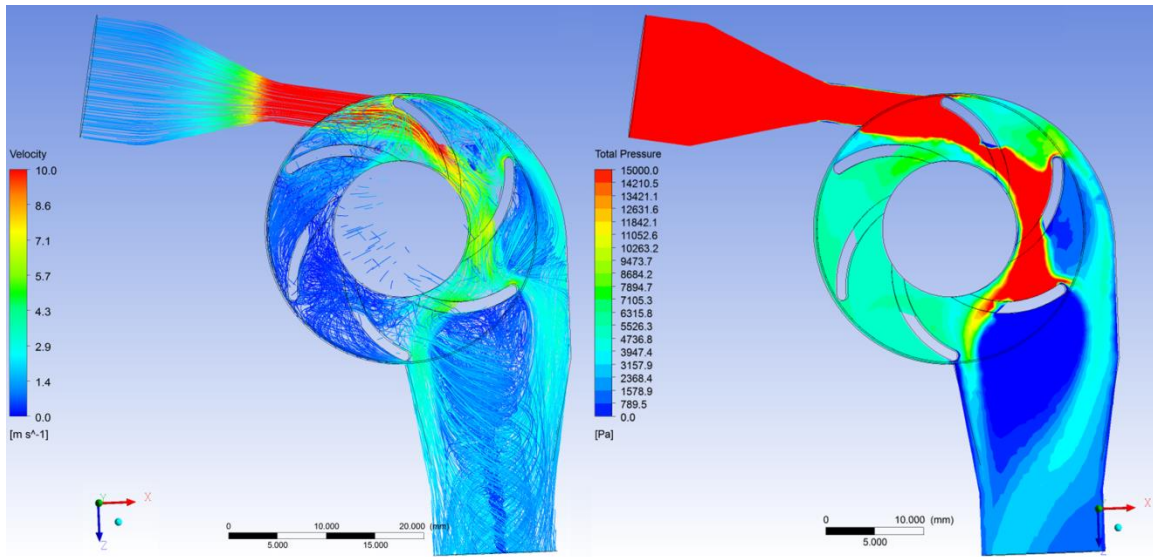 Velocity
10.0
8.6
7.1
5.7
4.3
2.9
1.4
0.0
[m s^-1]
Y
X
Z
0 10.000 20.000 (mm)
5.000 15.000
Total Pressure
15000.0
14210.5
13421.1
12631.6
11842.1
11052.6
10263.2
9473.7
8684.2
7894.7
7105.3
6315.8
5526.3
4736.8
3947.4
3157.9
2368.4
1578.9
789.5
0.0
[Pa]
0 10.000 (mm)
5.000
X
Z